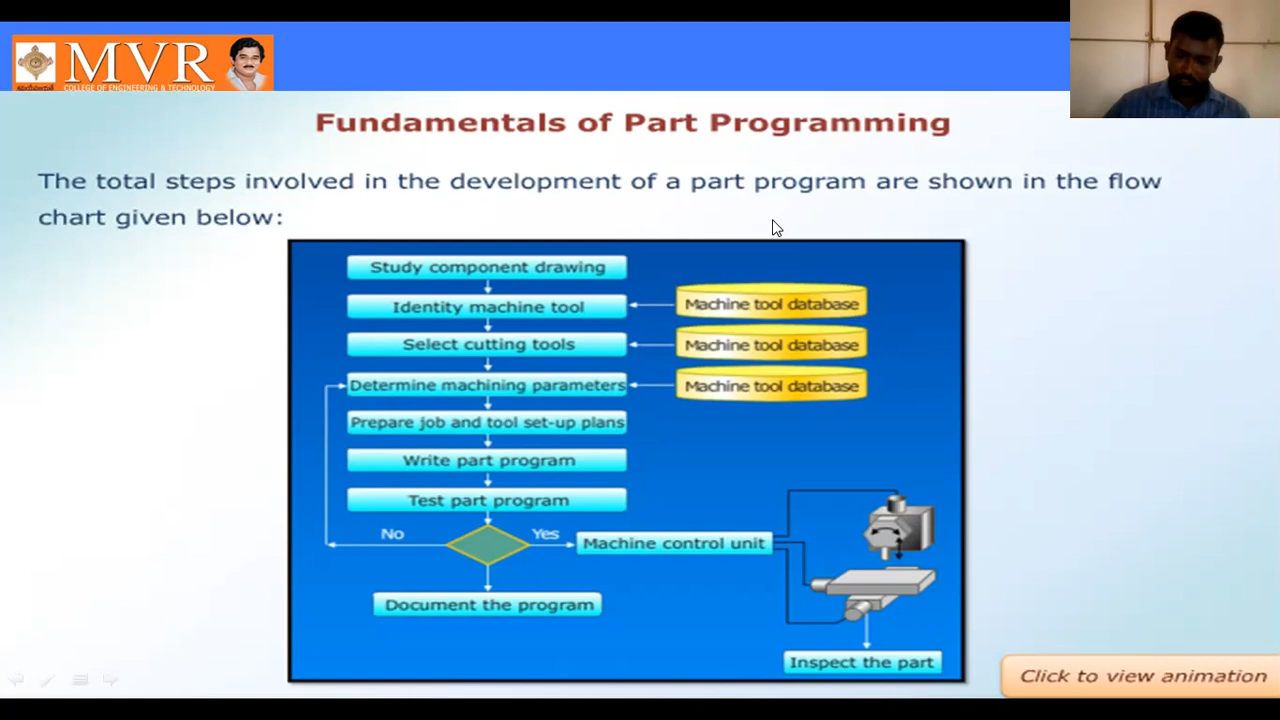 MVR
COLLEGE OF ENGINEERING & TECHNOLOGY
Fundamentals of Part Programming
The total steps involved in the development of a part program are shown in the flow
chart given below:
Study component drawing
Identity machine tool
Machine tool database
Select cutting tools
Machine tool database
Determine machining parameters
Machine tool database
Prepare job and tool set-up plans
Write part program
Test part program
No
Yes
Machine control unit
Document the program
Inspect the part
Click to view animation